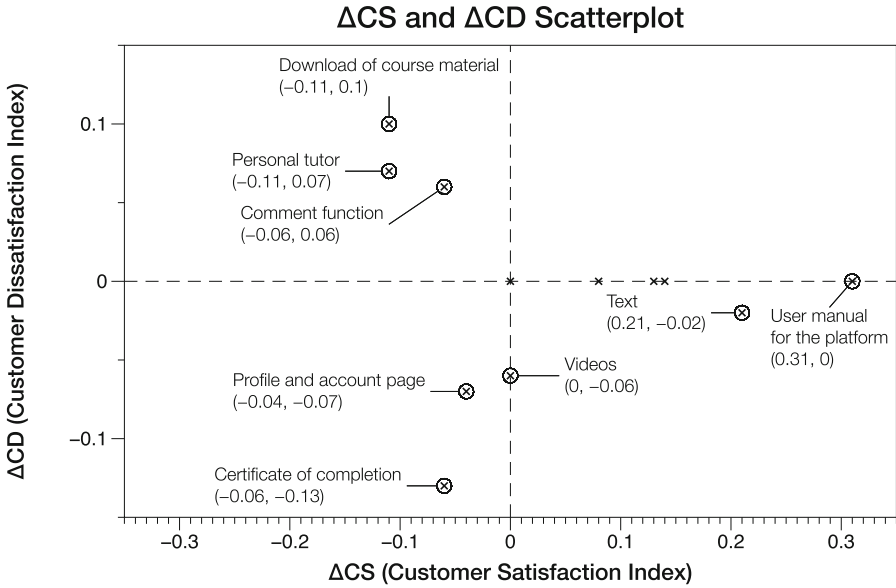 ΔCS and ΔCD Scatterplot
ΔCD (Customer Dissatisfaction Index)
0.1
0
−0.1
Download of course material
(−0.11, 0.1)
Personal tutor
(−0.11, 0.07)
Comment function
(−0.06, 0.06)
Text
(0.21, −0.02)
User manual
for the platform
(0.31, 0)
Videos
(0, −0.06)
Profile and account page
(−0.04, −0.07)
Certificate of completion
(−0.06, −0.13)
−0.3 −0.2 −0.1 0 0.1 0.2 0.3
ΔCS (Customer Satisfaction Index)